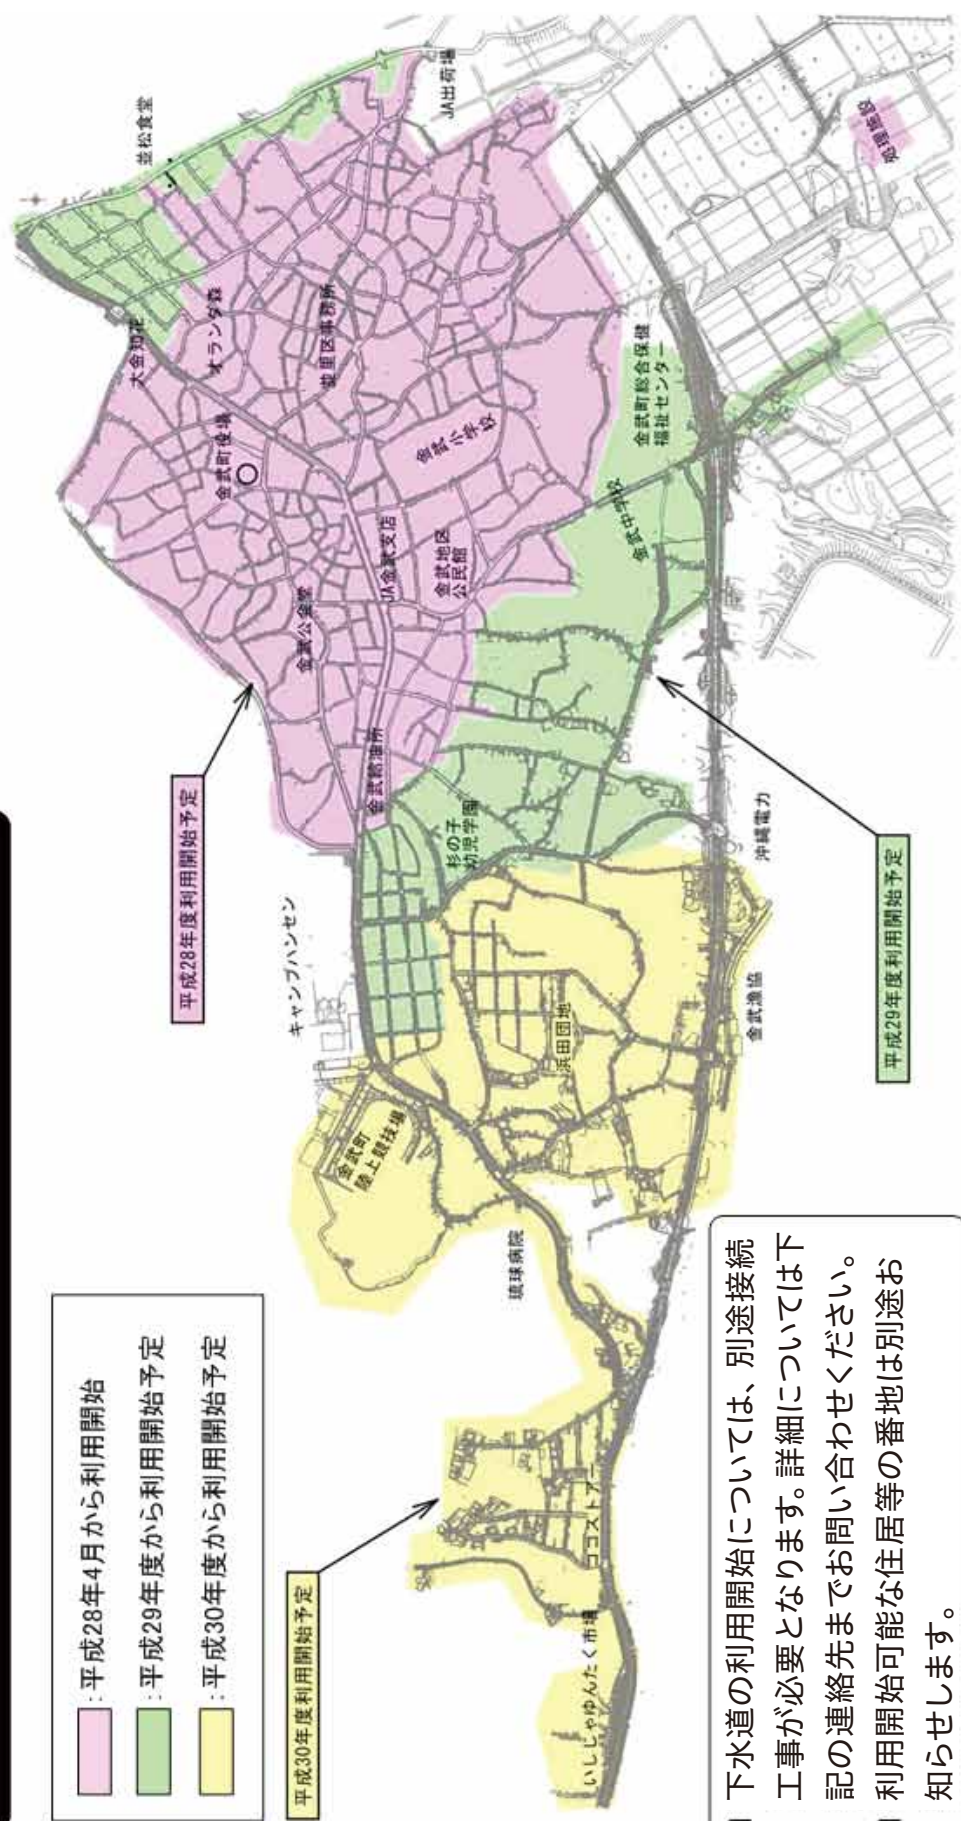 ：平成28年4月から利用開始
：平成29年度から利用開始予定
：平成30年度から利用開始予定
平成28年度利用開始予定
平成30年度利用開始予定
平成29年度利用開始予定
並松食堂
JA出荷場
大金知花
オランダ森
並里区事務所
処理施設
金武町役場
金武小学校
金武町総合保健
福祉センター
金武公会堂
JA金武支店
金武地区
公民館
金武中学校
金武給油所
杉の子
幼児学園
キャンプハンセン
沖縄電力
浜田団地
金武漁協
金武町
陸上競技場
琉球病院
ココストアー
いしじゃゆんたく市場
下水道の利用開始については、別途接続
工事が必要となります。詳細については下
記の連絡先までお問い合わせください。
利用開始可能な住居等の番地は別途お
知らせします。